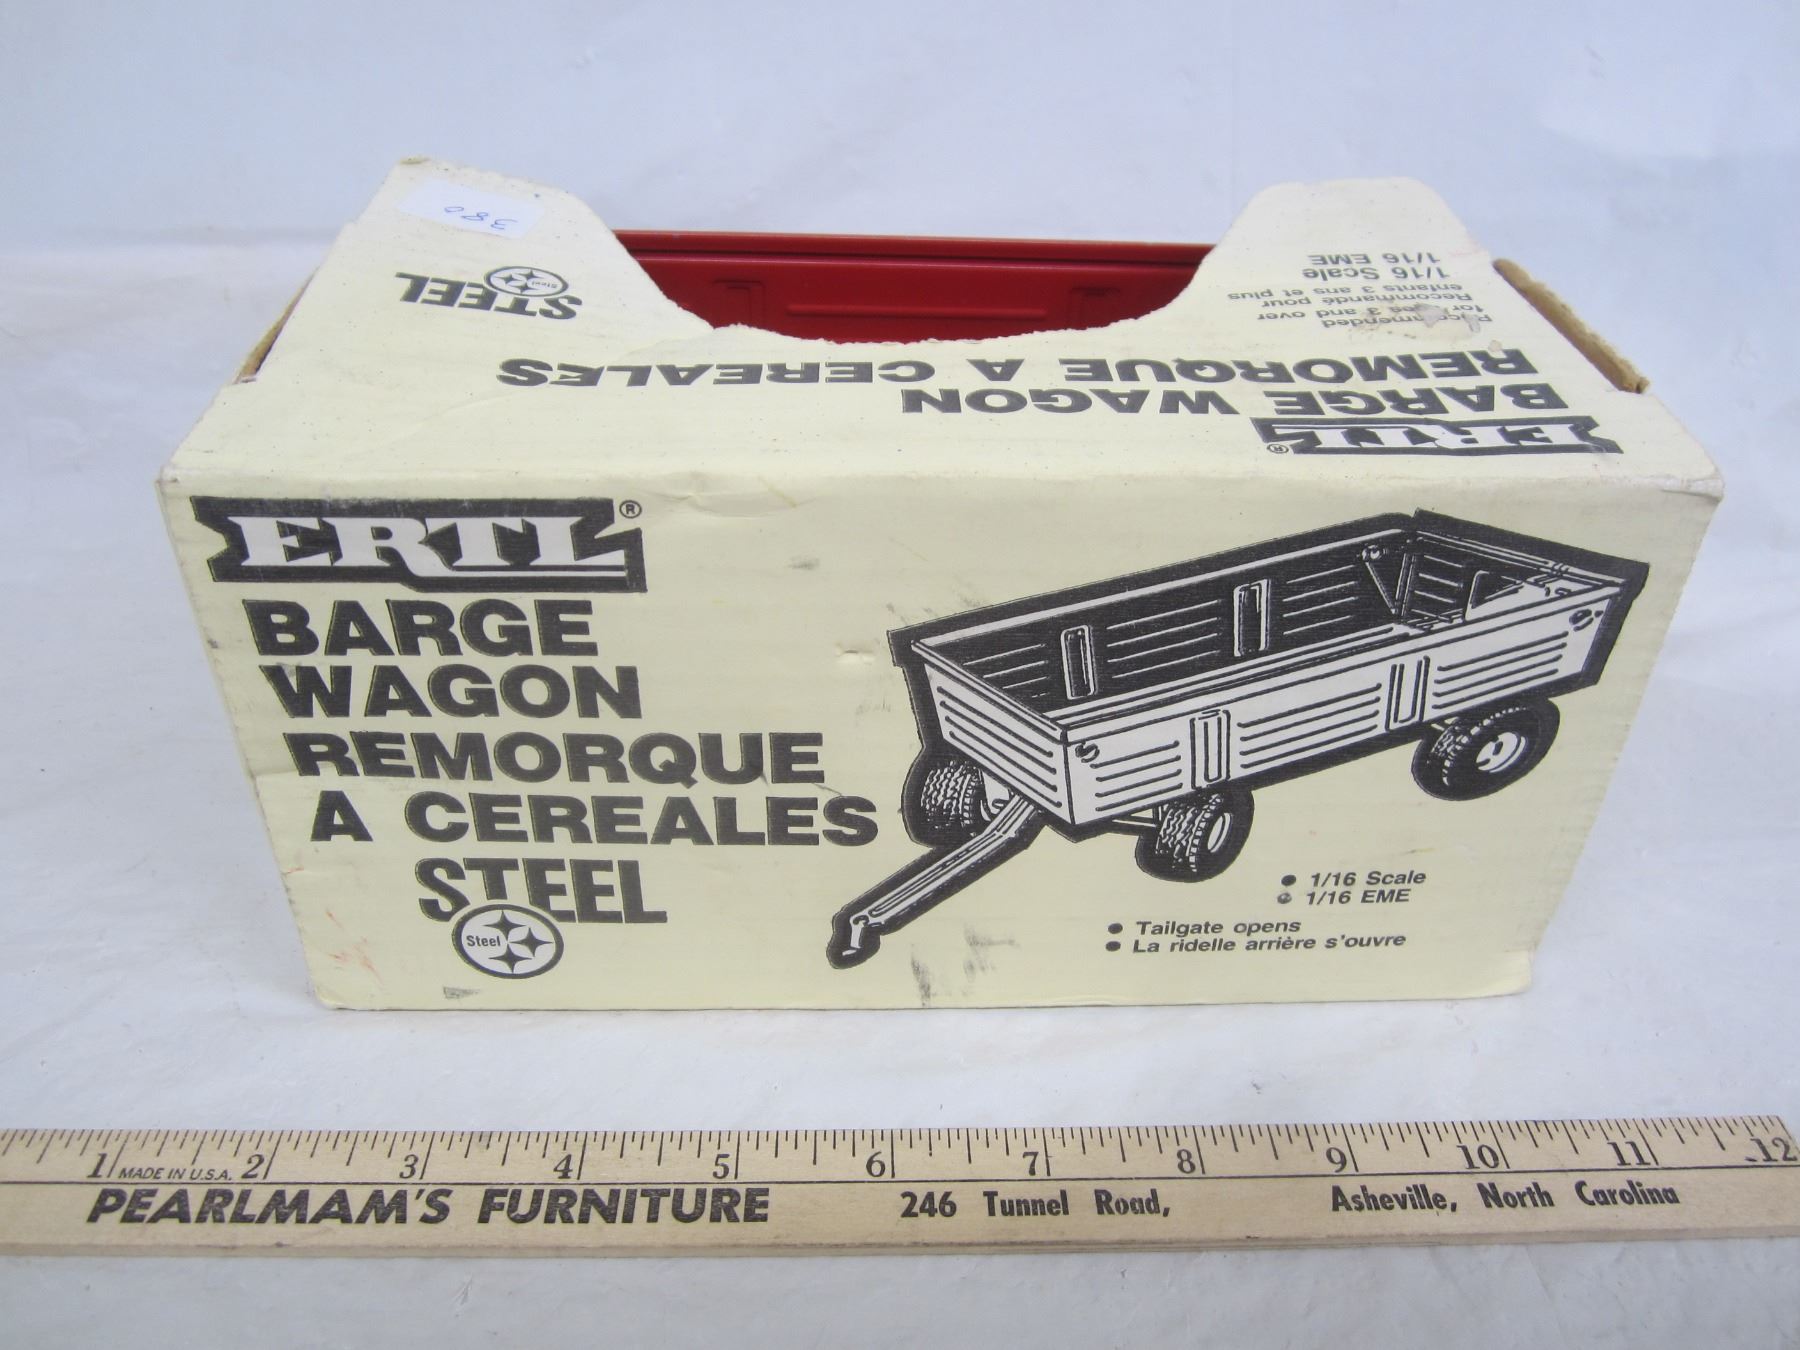 380
STEEL
Steel
1/16 EME
1/16 Scale
enfants 3 ans et plus
Recommandé pour
for ages 3 and over
Recommended
REMORQUE A CEREALES
BARGE WAGON
ERTL®
ERTL®
BARGE
WAGON
REMORQUE
A CEREALES
STEEL
Steel
• 1/16 Scale
• 1/16 EME
• Tailgate opens
• La ridelle arrière s'ouvre
1 MADE IN U.S.A. 2 3 4 5 6 7 8 9 10 11 12
PEARLMAM'S FURNITURE 246 Tunnel Road, Asheville, North Carolina